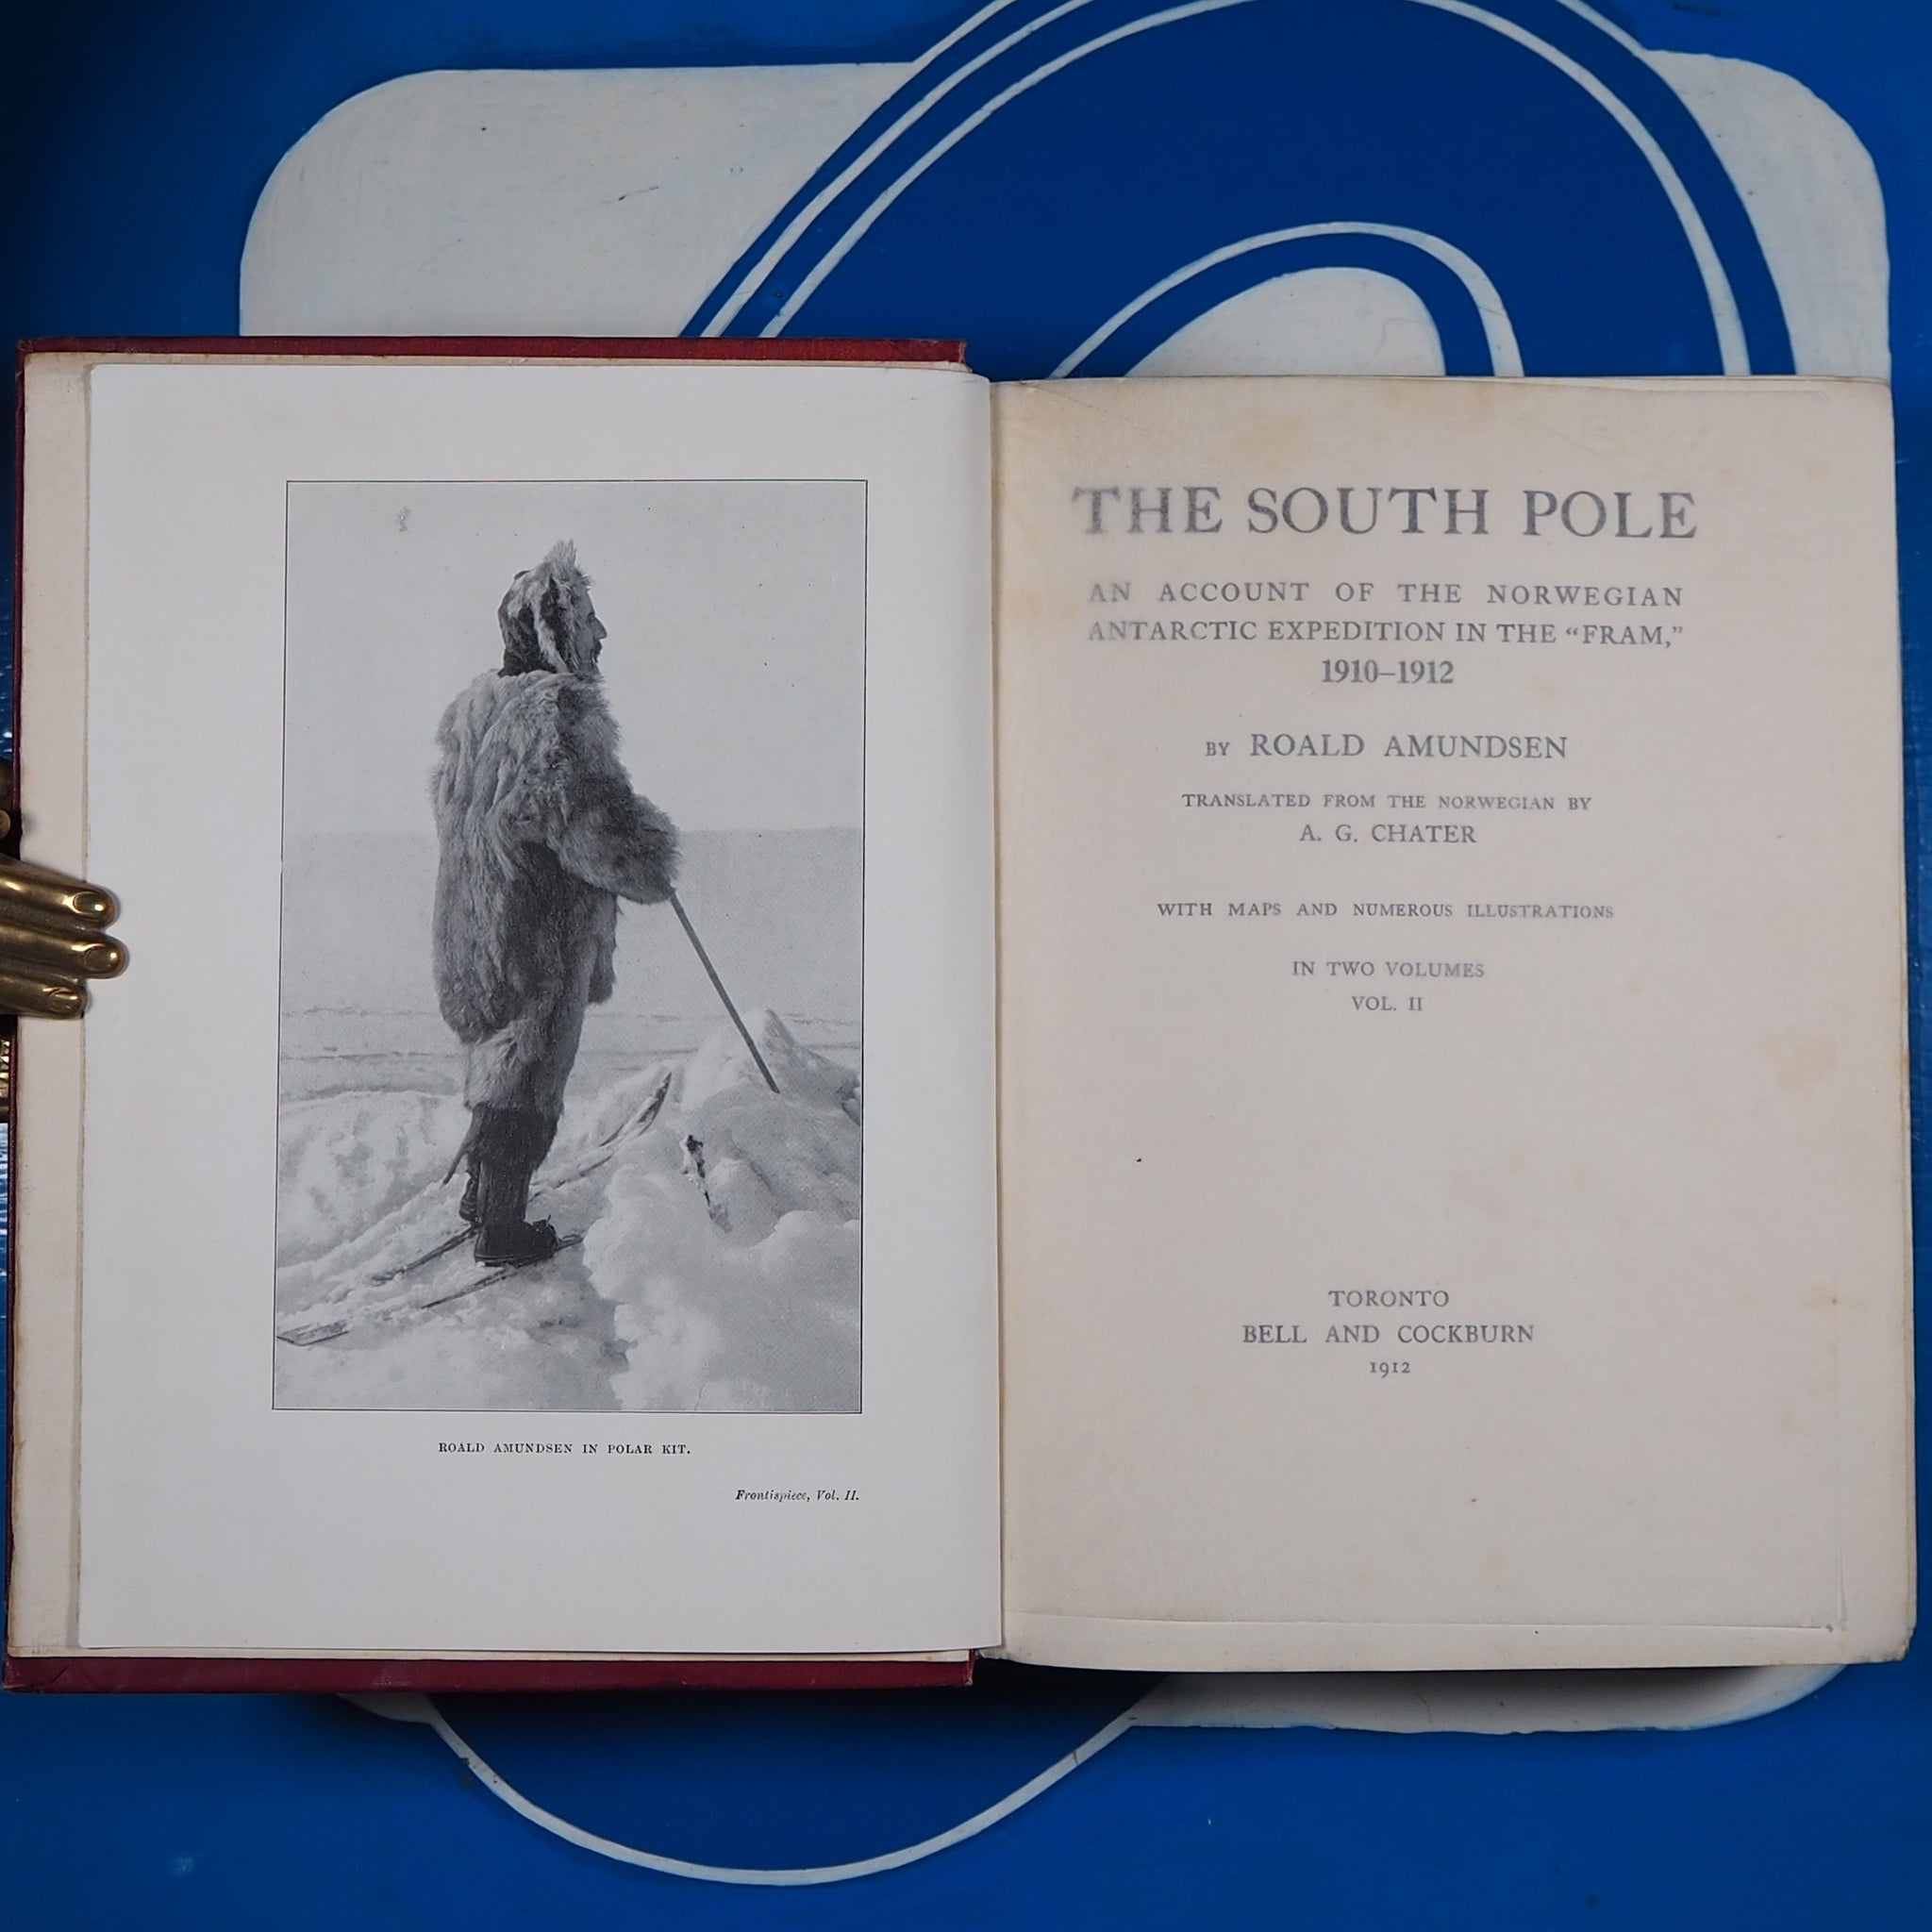 ROALD AMUNDSEN IN POLAR KIT.
Frontispiece, Vol. II.
THE SOUTH POLE
AN ACCOUNT OF THE NORWEGIAN
ANTARCTIC EXPEDITION IN THE “FRAM,”
1910–1912
BY ROALD AMUNDSEN
TRANSLATED FROM THE NORWEGIAN BY
A. G. CHATER
WITH MAPS AND NUMEROUS ILLUSTRATIONS
IN TWO VOLUMES
VOL. II
TORONTO
BELL AND COCKBURN
1912